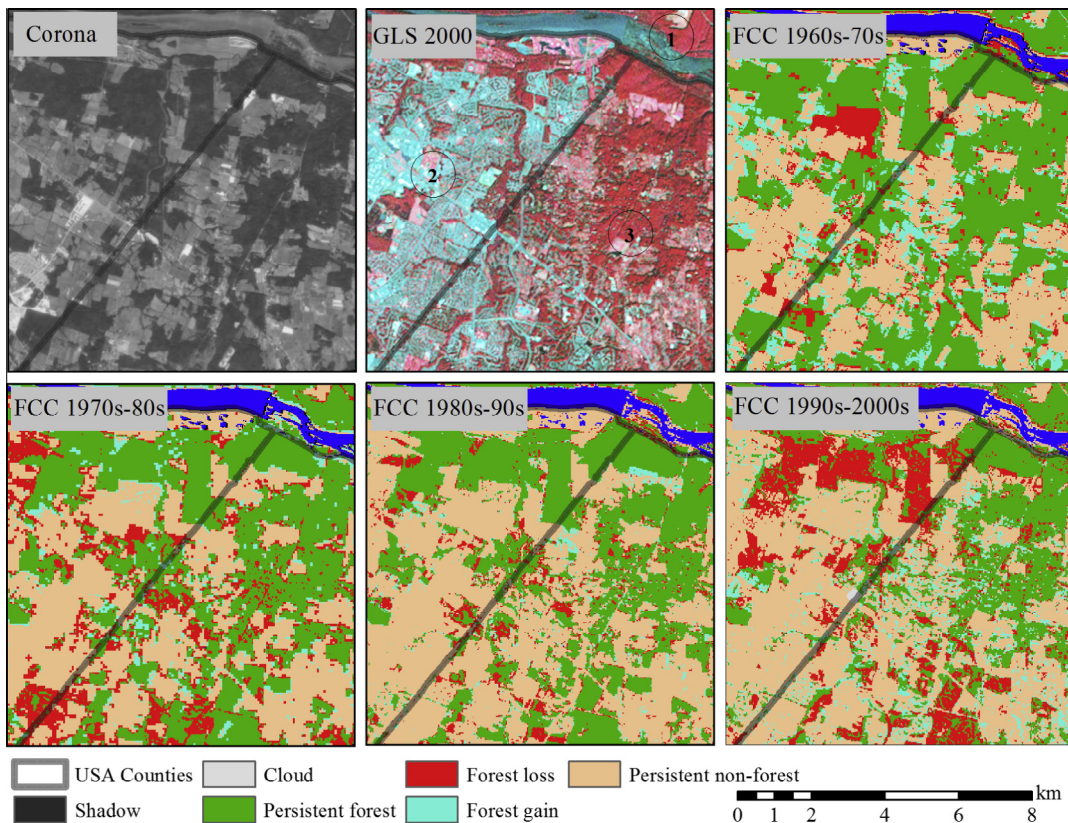 Corona
GLS 2000
FCC 1960s-70s
1
2
3
FCC 1970s-80s
FCC 1980s-90s
FCC 1990s-2000s
USA Counties
Cloud
Forest loss
Persistent non-forest
Shadow
Persistent forest
Forest gain
km
0 1 2 4 6 8